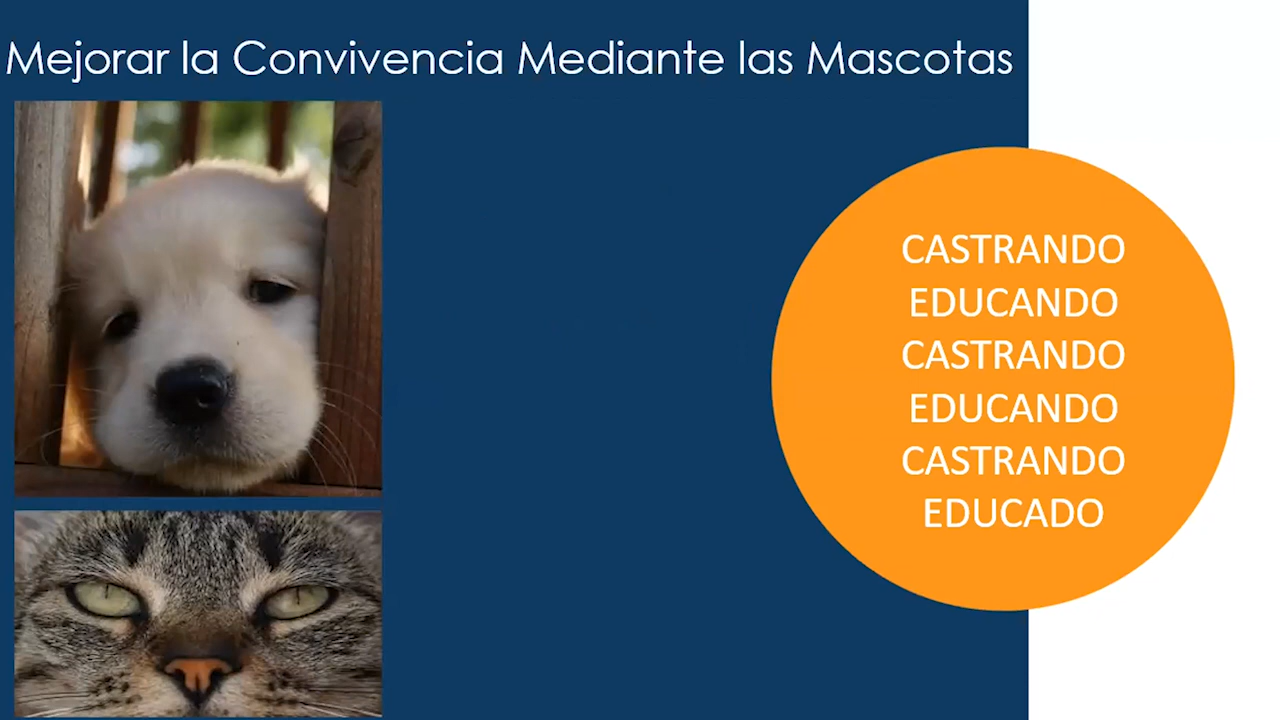 Mejorar la Convivencia Mediante las Mascotas
CASTRANDO
EDUCANDO
CASTRANDO
EDUCANDO
CASTRANDO
EDUCADO